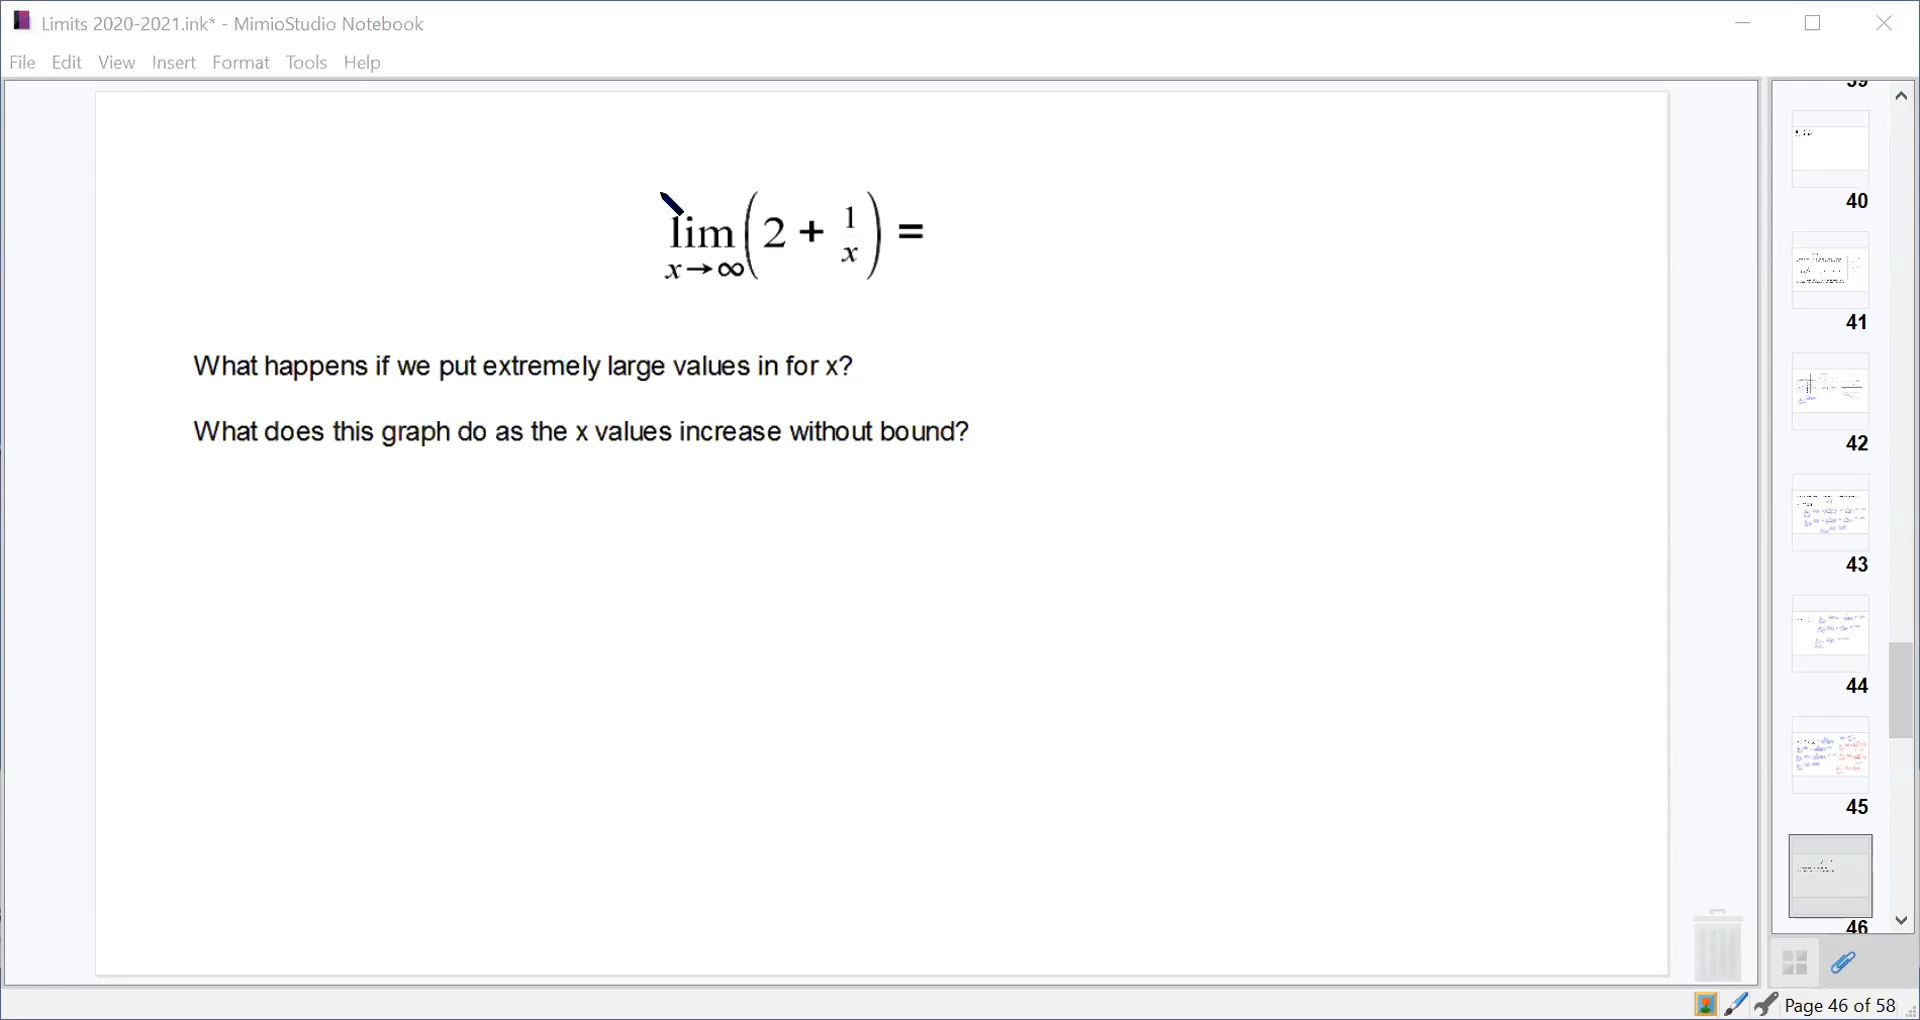 Limits 2020-2021.ink* - MimioStudio Notebook
File Edit View Insert Format Tools Help
39
40
41
42
43
44
45
46
lim x→∞ (2 + 1/x) =
What happens if we put extremely large values in for x?
What does this graph do as the x values increase without bound?
Page 46 of 58